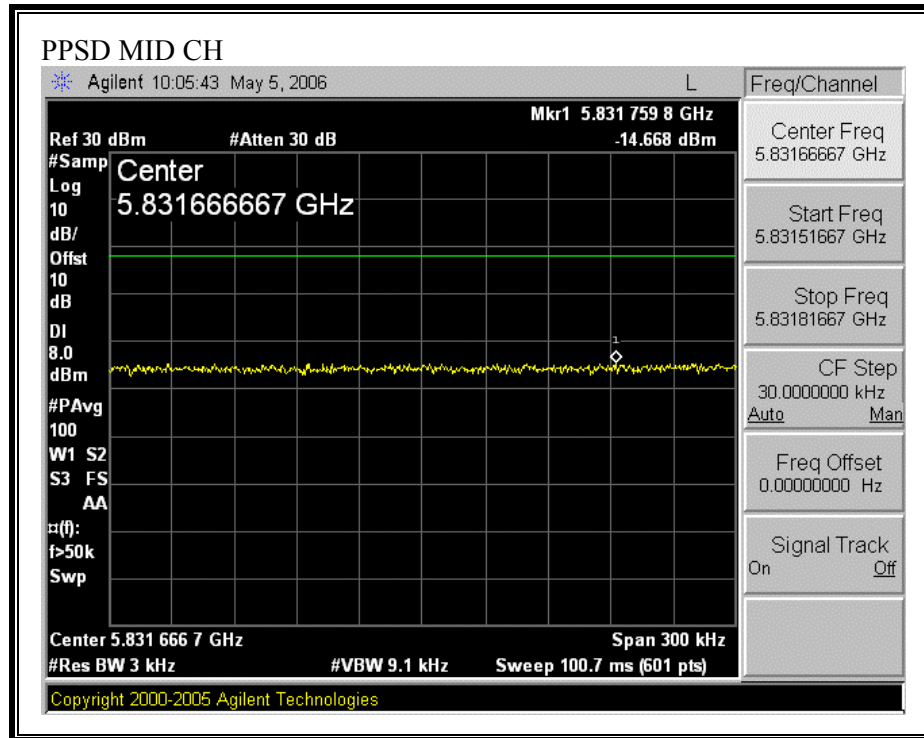 PPSD MID CH
Agilent 10:05:43 May 5, 2006 L
Freq/Channel
Mkr1 5.831 759 8 GHz
Ref 30 dBm #Atten 30 dB -14.668 dBm
#Samp
Log
10
dB/
Offst
10
dB
DI
8.0
dBm
#PAvg
100
W1 S2
S3 FS
AA
¤(f):
f>50k
Swp
Center
5.831666667 GHz
1
Center 5.831 666 7 GHz Span 300 kHz
#Res BW 3 kHz #VBW 9.1 kHz Sweep 100.7 ms (601 pts)
Center Freq
5.83166667 GHz
Start Freq
5.83151667 GHz
Stop Freq
5.83181667 GHz
CF Step
30.0000000 kHz
Auto Man
Freq Offset
0.00000000 Hz
Signal Track
On Off
Copyright 2000-2005 Agilent Technologies